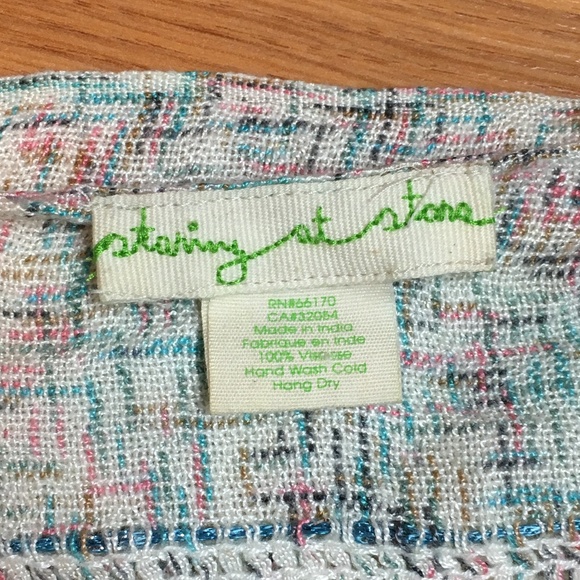 staring at stars
RN#66170
CA#32054
Made in India
Fabriquee en Inde
100% Viscose
Hand Wash Cold
Hang Dry